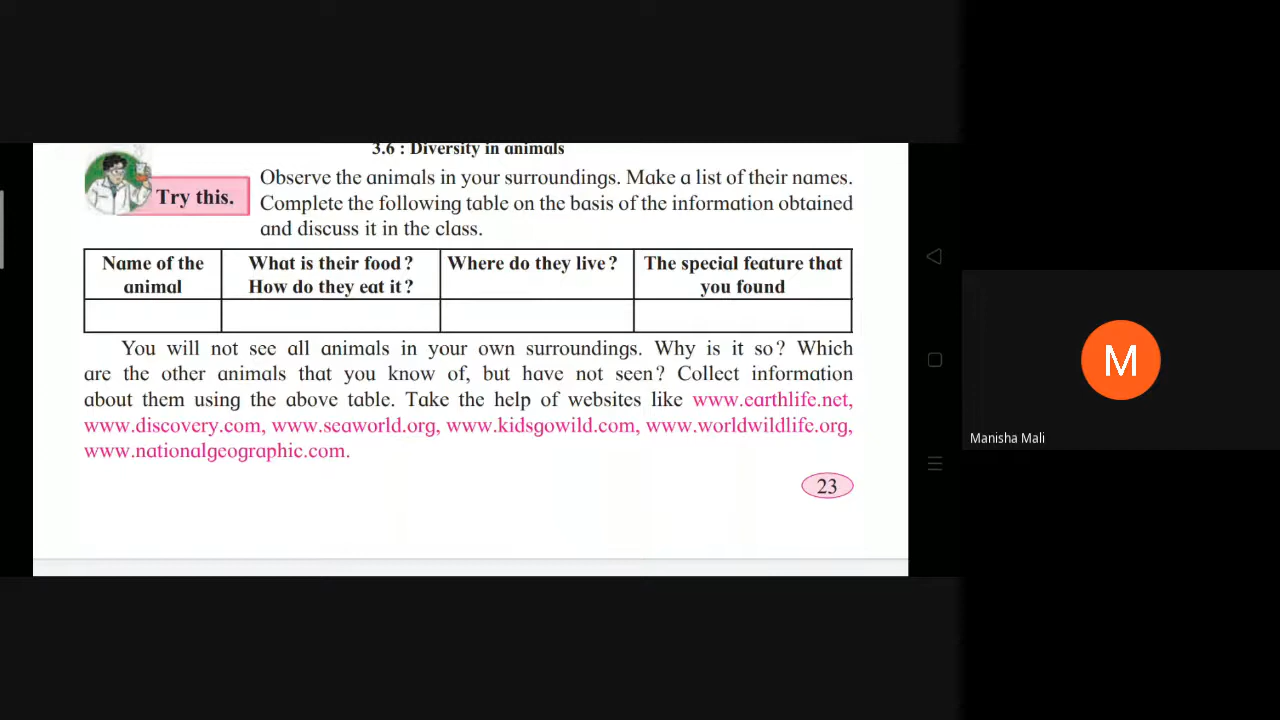 3.6 : Diversity in animals
Try this.
Observe the animals in your surroundings. Make a list of their names.
Complete the following table on the basis of the information obtained
and discuss it in the class.
Name of the animal
What is their food ? How do they eat it ?
Where do they live ?
The special feature that you found
You will not see all animals in your own surroundings. Why is it so ? Which
are the other animals that you know of, but have not seen ? Collect information
about them using the above table. Take the help of websites like www.earthlife.net,
www.discovery.com, www.seaworld.org, www.kidsgowild.com, www.worldwildlife.org,
www.nationalgeographic.com.
23
M
Manisha Mali